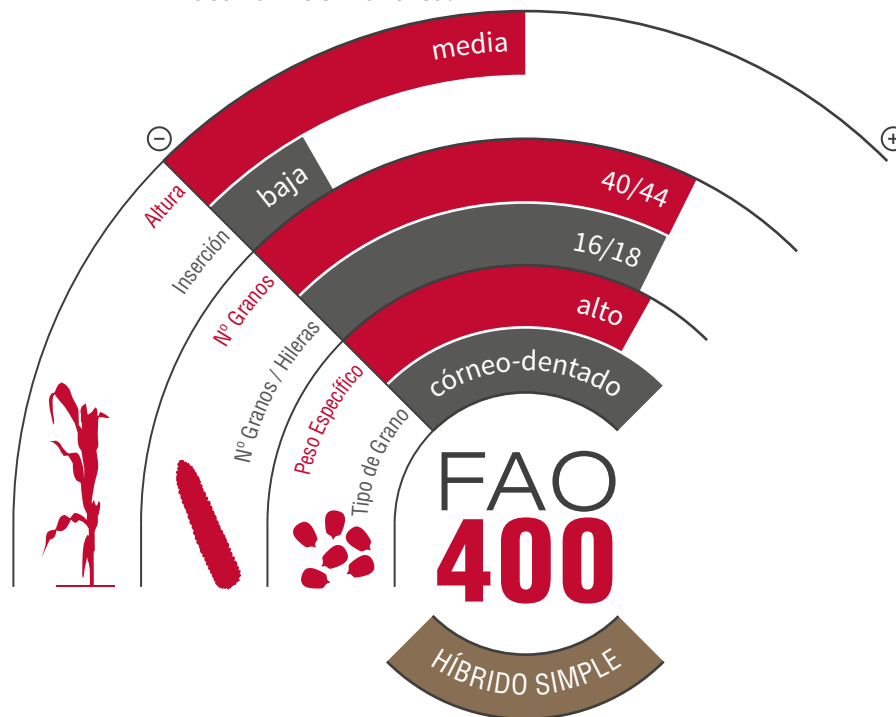 media
baja
40/44
16/18
alto
córneo-dentado
Altura
Inserción
Nº Granos
Nº Granos / Hileras
Peso Específico
Tipo de Grano
FAO
400
HÍBRIDO SIMPLE